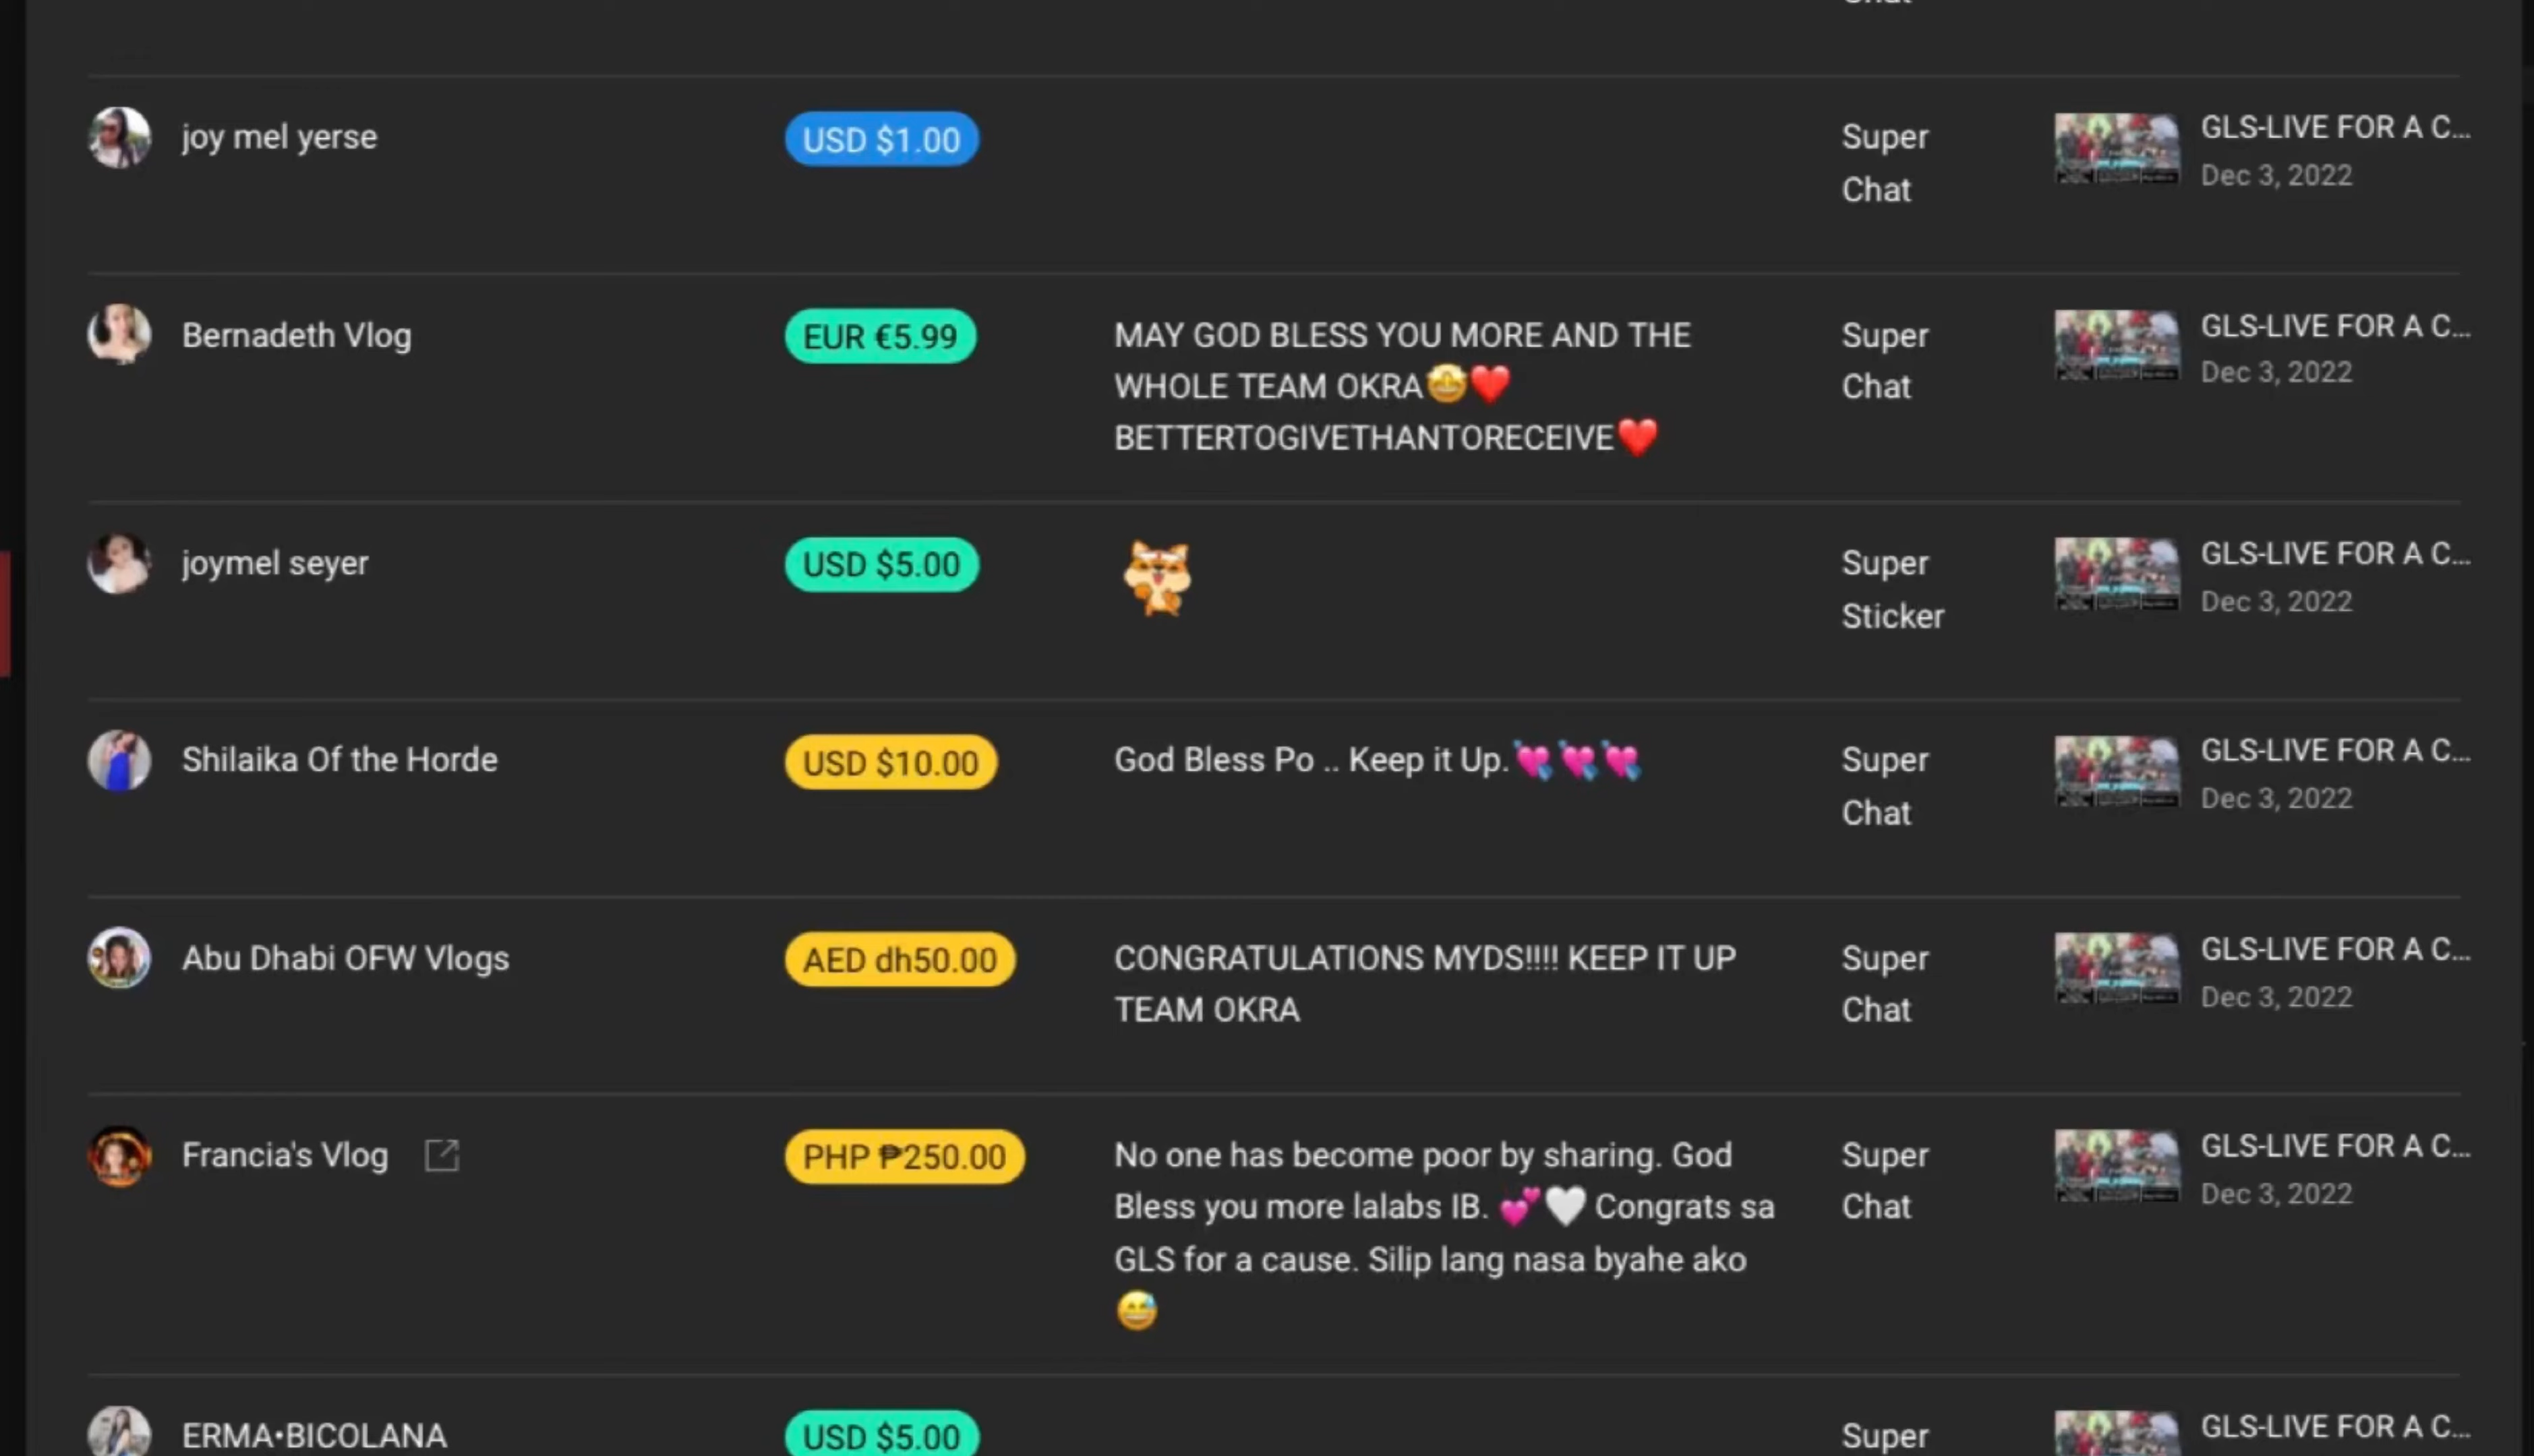 joy mel yerse
USD $1.00
Super
Chat
GLS-LIVE FOR A C...
Dec 3, 2022
Bernadeth Vlog
EUR €5.99
MAY GOD BLESS YOU MORE AND THE
WHOLE TEAM OKRA🤩❤️
BETTERTOGIVETHANTORECEIVE❤️
Super
Chat
GLS-LIVE FOR A C...
Dec 3, 2022
joymel seyer
USD $5.00
Super
Sticker
GLS-LIVE FOR A C...
Dec 3, 2022
Shilaika Of the Horde
USD $10.00
God Bless Po .. Keep it Up.💘💘💘
Super
Chat
GLS-LIVE FOR A C...
Dec 3, 2022
Abu Dhabi OFW Vlogs
AED dh50.00
CONGRATULATIONS MYDS!!!! KEEP IT UP
TEAM OKRA
Super
Chat
GLS-LIVE FOR A C...
Dec 3, 2022
Francia's Vlog
PHP ₱250.00
No one has become poor by sharing. God
Bless you more lalabs IB. 💕🤍 Congrats sa
GLS for a cause. Silip lang nasa byahe ako
😅
Super
Chat
GLS-LIVE FOR A C...
Dec 3, 2022
ERMA•BICOLANA
USD $5.00
Super
GLS-LIVE FOR A C...